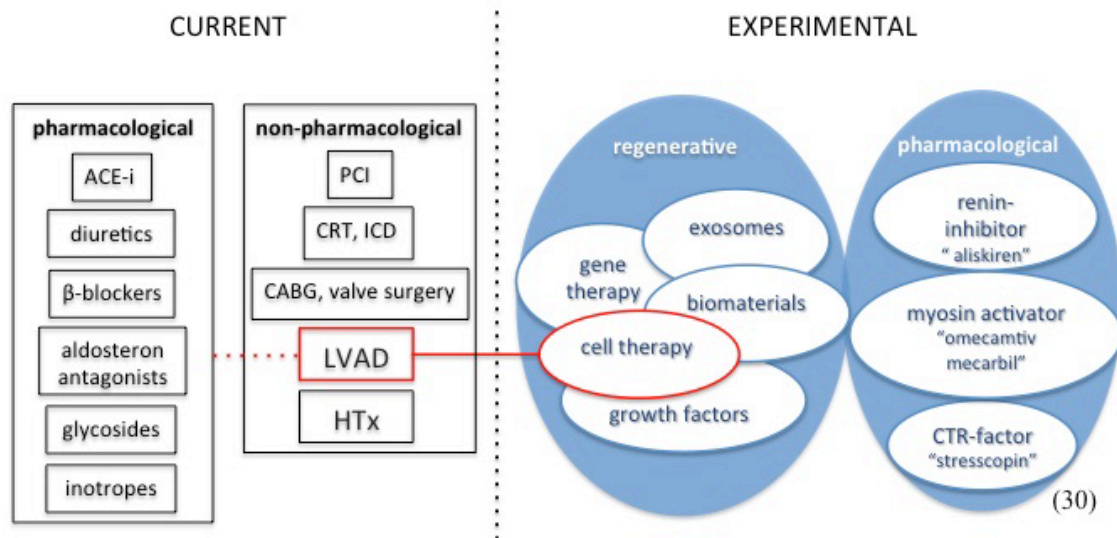 CURRENT
EXPERIMENTAL
pharmacological
ACE-i
diuretics
β-blockers
aldosteron
antagonists
glycosides
inotropes
non-pharmacological
PCI
CRT, ICD
CABG, valve surgery
LVAD
HTx
regenerative
exosomes
gene
therapy
biomaterials
cell therapy
growth factors
pharmacological
renin-
inhibitor
" aliskiren"
myosin activator
"omecamtiv
mecarbil"
CTR-factor
"stresscopin"
(30)